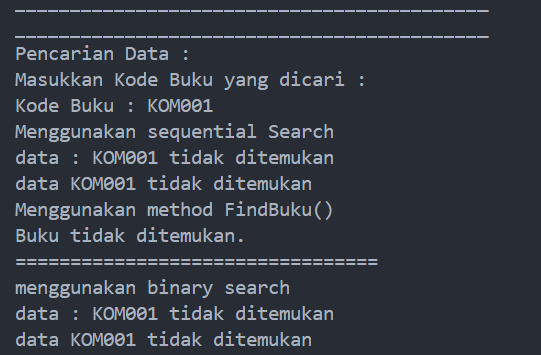 ___________________________________________
___________________________________________
Pencarian Data :
Masukkan Kode Buku yang dicari :
Kode Buku : KOM001
Menggunakan sequential Search
data : KOM001 tidak ditemukan
data KOM001 tidak ditemukan
Menggunakan method FindBuku()
Buku tidak ditemukan.
=================================
menggunakan binary search
data : KOM001 tidak ditemukan
data KOM001 tidak ditemukan